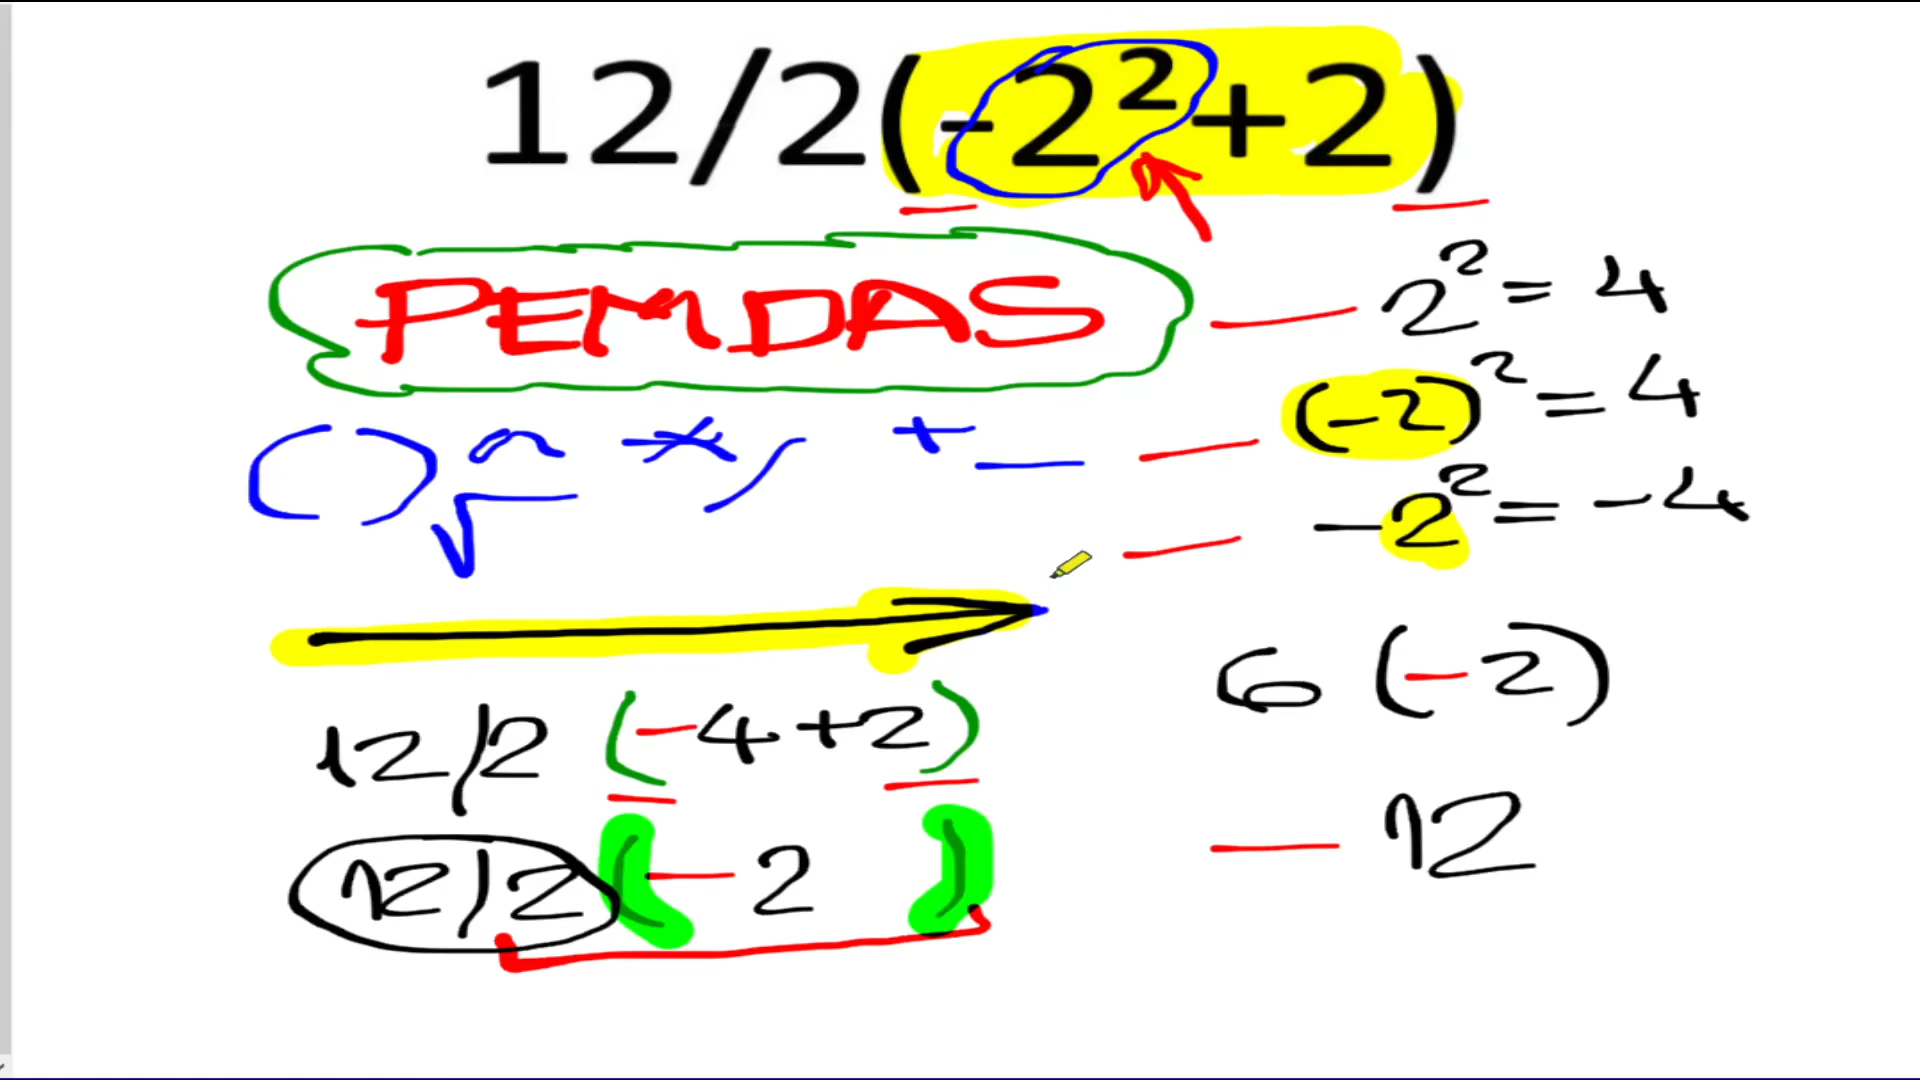 12/2(-2²+2)
PEMDAS
2² = 4
(-2)² = 4
-2² = -4
() ^ √ * / + -
12/2 (-4+2)
12/2 (-2)
6 (-2)
-12